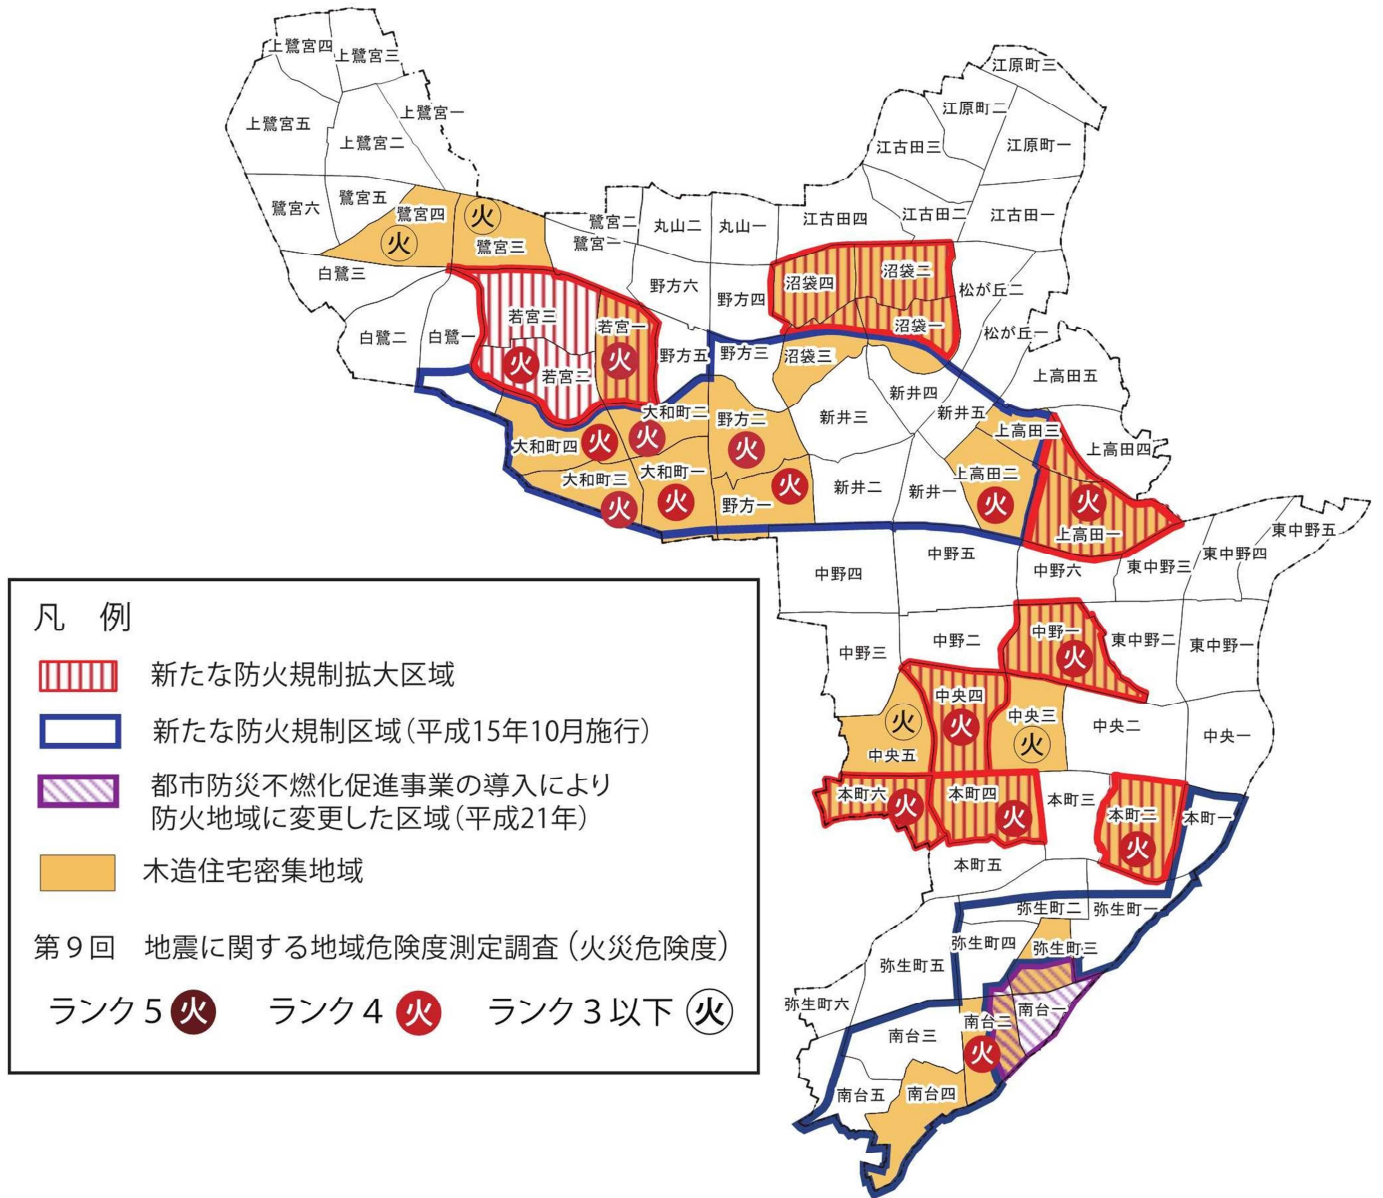 上鷺宮四
上鷺宮三
上鷺宮一
上鷺宮五
上鷺宮二
江原町三
江原町二
江古田三
江原町一
鷺宮六
鷺宮五
鷺宮四
火
火
鷺宮三
鷺宮二
鷺宮一
丸山二
丸山一
江古田四
江古田二
江古田一
白鷺三
白鷺二
白鷺一
若宮三
若宮一
火
若宮二
火
野方六
野方四
野方五
野方三
沼袋四
沼袋二
沼袋一
沼袋三
松が丘二
松が丘一
上高田五
大和町四
火
大和町二
火
野方二
火
新井三
新井四
新井五
上高田三
上高田四
大和町三
火
大和町一
火
野方一
火
新井二
新井一
上高田二
火
火
上高田一
中野四
中野五
中野六
東中野三
東中野四
東中野五
中野三
中野二
中野一
火
東中野二
東中野一
火
中央五
中央四
火
中央三
火
中央二
中央一
本町六
火
本町四
火
本町三
本町二
火
本町一
本町五
弥生町二
弥生町一
弥生町四
弥生町三
弥生町五
弥生町六
南台三
南台二
火
南台一
南台五
南台四
凡 例
新たな防火規制拡大区域
新たな防火規制区域（平成15年10月施行）
都市防災不燃化促進事業の導入により
防火地域に変更した区域（平成21年）
木造住宅密集地域
第９回 地震に関する地域危険度測定調査（火災危険度）
ランク５ 火 ランク４ 火 ランク３以下 火